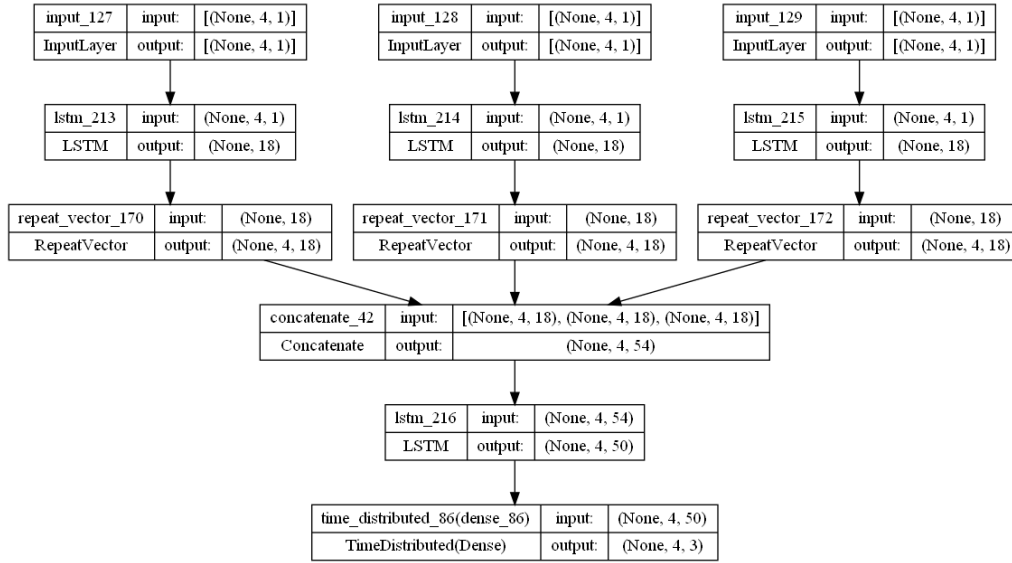 input_127 input: [(None, 4, 1)]
InputLayer output: [(None, 4, 1)]
input_128 input: [(None, 4, 1)]
InputLayer output: [(None, 4, 1)]
input_129 input: [(None, 4, 1)]
InputLayer output: [(None, 4, 1)]
lstm_213 input: (None, 4, 1)
LSTM output: (None, 18)
lstm_214 input: (None, 4, 1)
LSTM output: (None, 18)
lstm_215 input: (None, 4, 1)
LSTM output: (None, 18)
repeat_vector_170 input: (None, 18)
RepeatVector output: (None, 4, 18)
repeat_vector_171 input: (None, 18)
RepeatVector output: (None, 4, 18)
repeat_vector_172 input: (None, 18)
RepeatVector output: (None, 4, 18)
concatenate_42 input: [(None, 4, 18), (None, 4, 18), (None, 4, 18)]
Concatenate output: (None, 4, 54)
lstm_216 input: (None, 4, 54)
LSTM output: (None, 4, 50)
time_distributed_86(dense_86) input: (None, 4, 50)
TimeDistributed(Dense) output: (None, 4, 3)